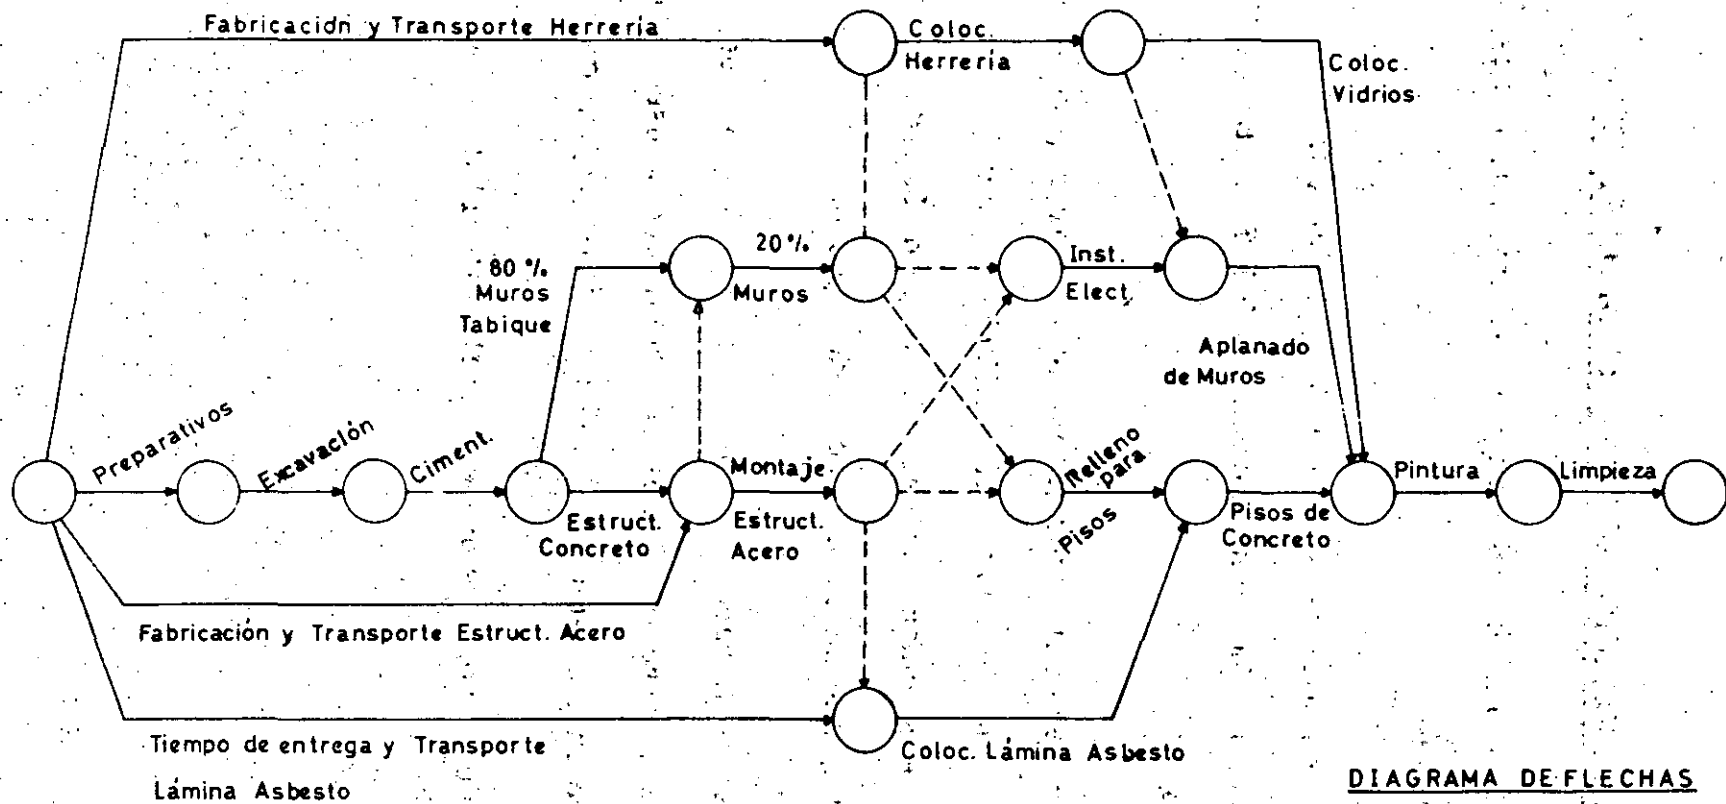 Fabricación y Transporte Herrería
Coloc.
Herrería
Coloc.
Vidrios
80 %
Muros
Tabique
20 %
Muros
Inst.
Elect.
Aplanado
de Muros
Preparativos
Excavación
Ciment.
Estruct.
Concreto
Montaje
Estruct.
Acero
Relleno
para
Pisos
Pisos de
Concreto
Pintura
Limpieza
Fabricación y Transporte Estruct. Acero
Tiempo de entrega y Transporte
Lámina Asbesto
Coloc. Lámina Asbesto
DIAGRAMA DE FLECHAS